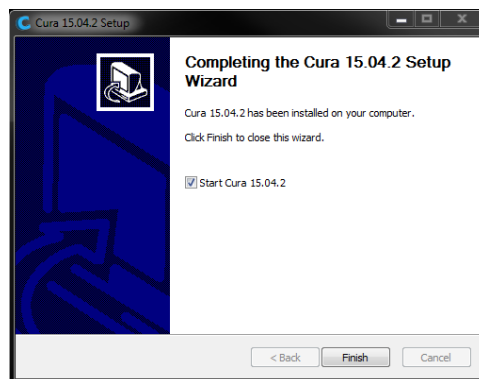 Cura 15.04.2 Setup
Completing the Cura 15.04.2 Setup
Wizard
Cura 15.04.2 has been installed on your computer.
Click Finish to close this wizard.
Start Cura 15.04.2
< Back Finish Cancel